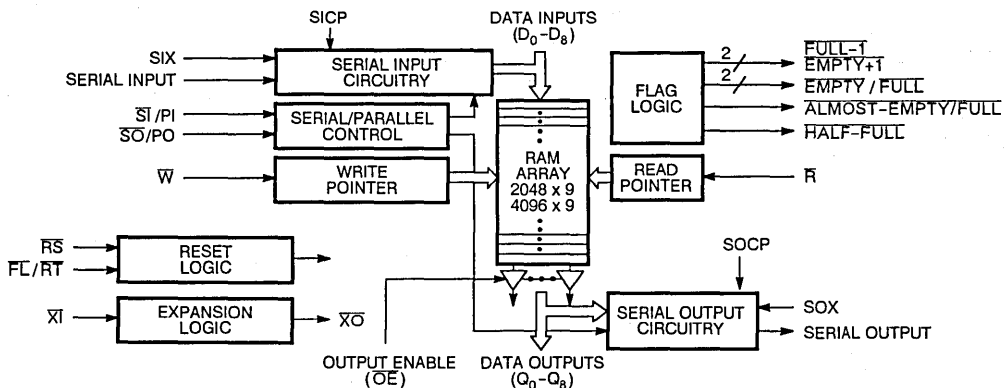 SICP
DATA INPUTS
(D0–D8)
SIX
SERIAL INPUT
SERIAL INPUT
CIRCUITRY
2
2
FLAG
LOGIC
FULL-1
EMPTY+1
EMPTY / FULL
ALMOST-EMPTY/FULL
HALF-FULL
SI/PI
SO/PO
SERIAL/PARALLEL
CONTROL
W
WRITE
POINTER
RAM
ARRAY
2048 x 9
4096 x 9
READ
POINTER
R
RS
FL/RT
RESET
LOGIC
XI
EXPANSION
LOGIC
XO
SOCP
SERIAL OUTPUT
CIRCUITRY
SOX
SERIAL OUTPUT
OUTPUT ENABLE
(OE)
DATA OUTPUTS
(Q0–Q8)